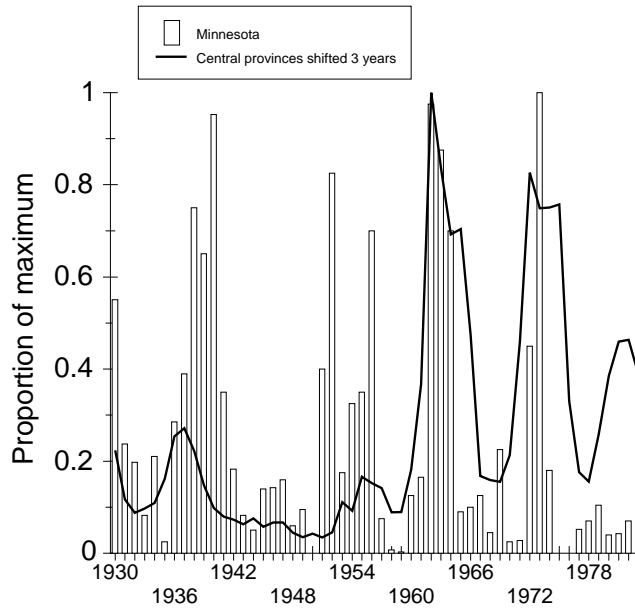 Minnesota
Central provinces shifted 3 years
Proportion of maximum
1
0.8
0.6
0.4
0.2
0
1930 1942 1954 1966 1978
1936 1948 1960 1972